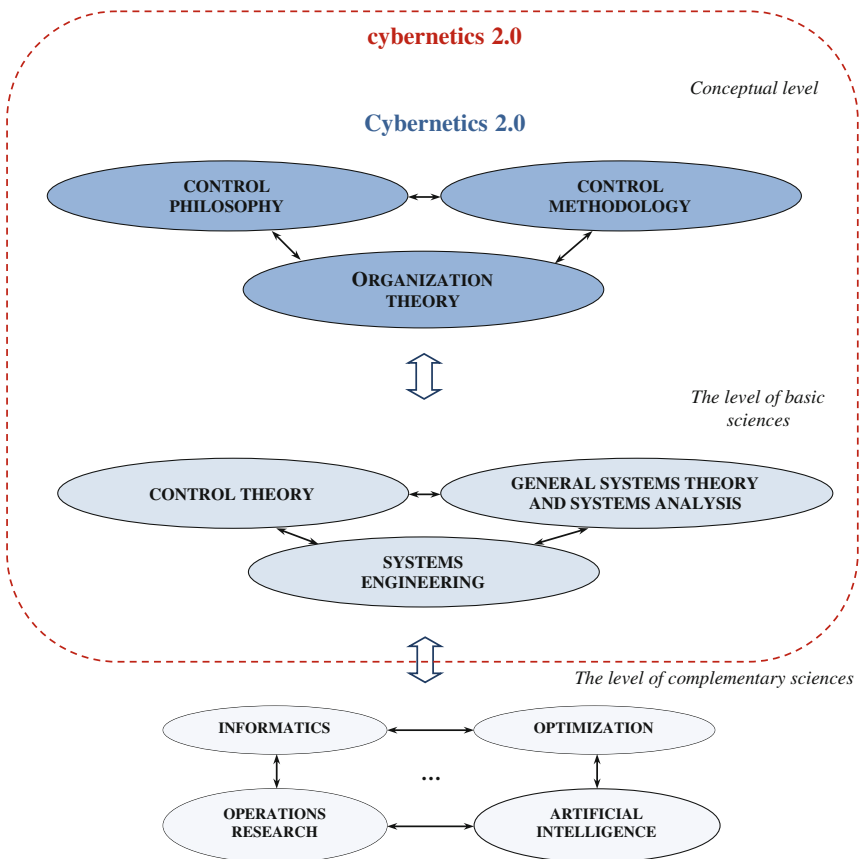 cybernetics 2.0
Conceptual level
Cybernetics 2.0
CONTROL
PHILOSOPHY
CONTROL
METHODOLOGY
ORGANIZATION
THEORY
The level of basic
sciences
CONTROL THEORY
GENERAL SYSTEMS THEORY
AND SYSTEMS ANALYSIS
SYSTEMS
ENGINEERING
The level of complementary sciences
INFORMATICS
OPTIMIZATION
...
OPERATIONS
RESEARCH
ARTIFICIAL
INTELLIGENCE